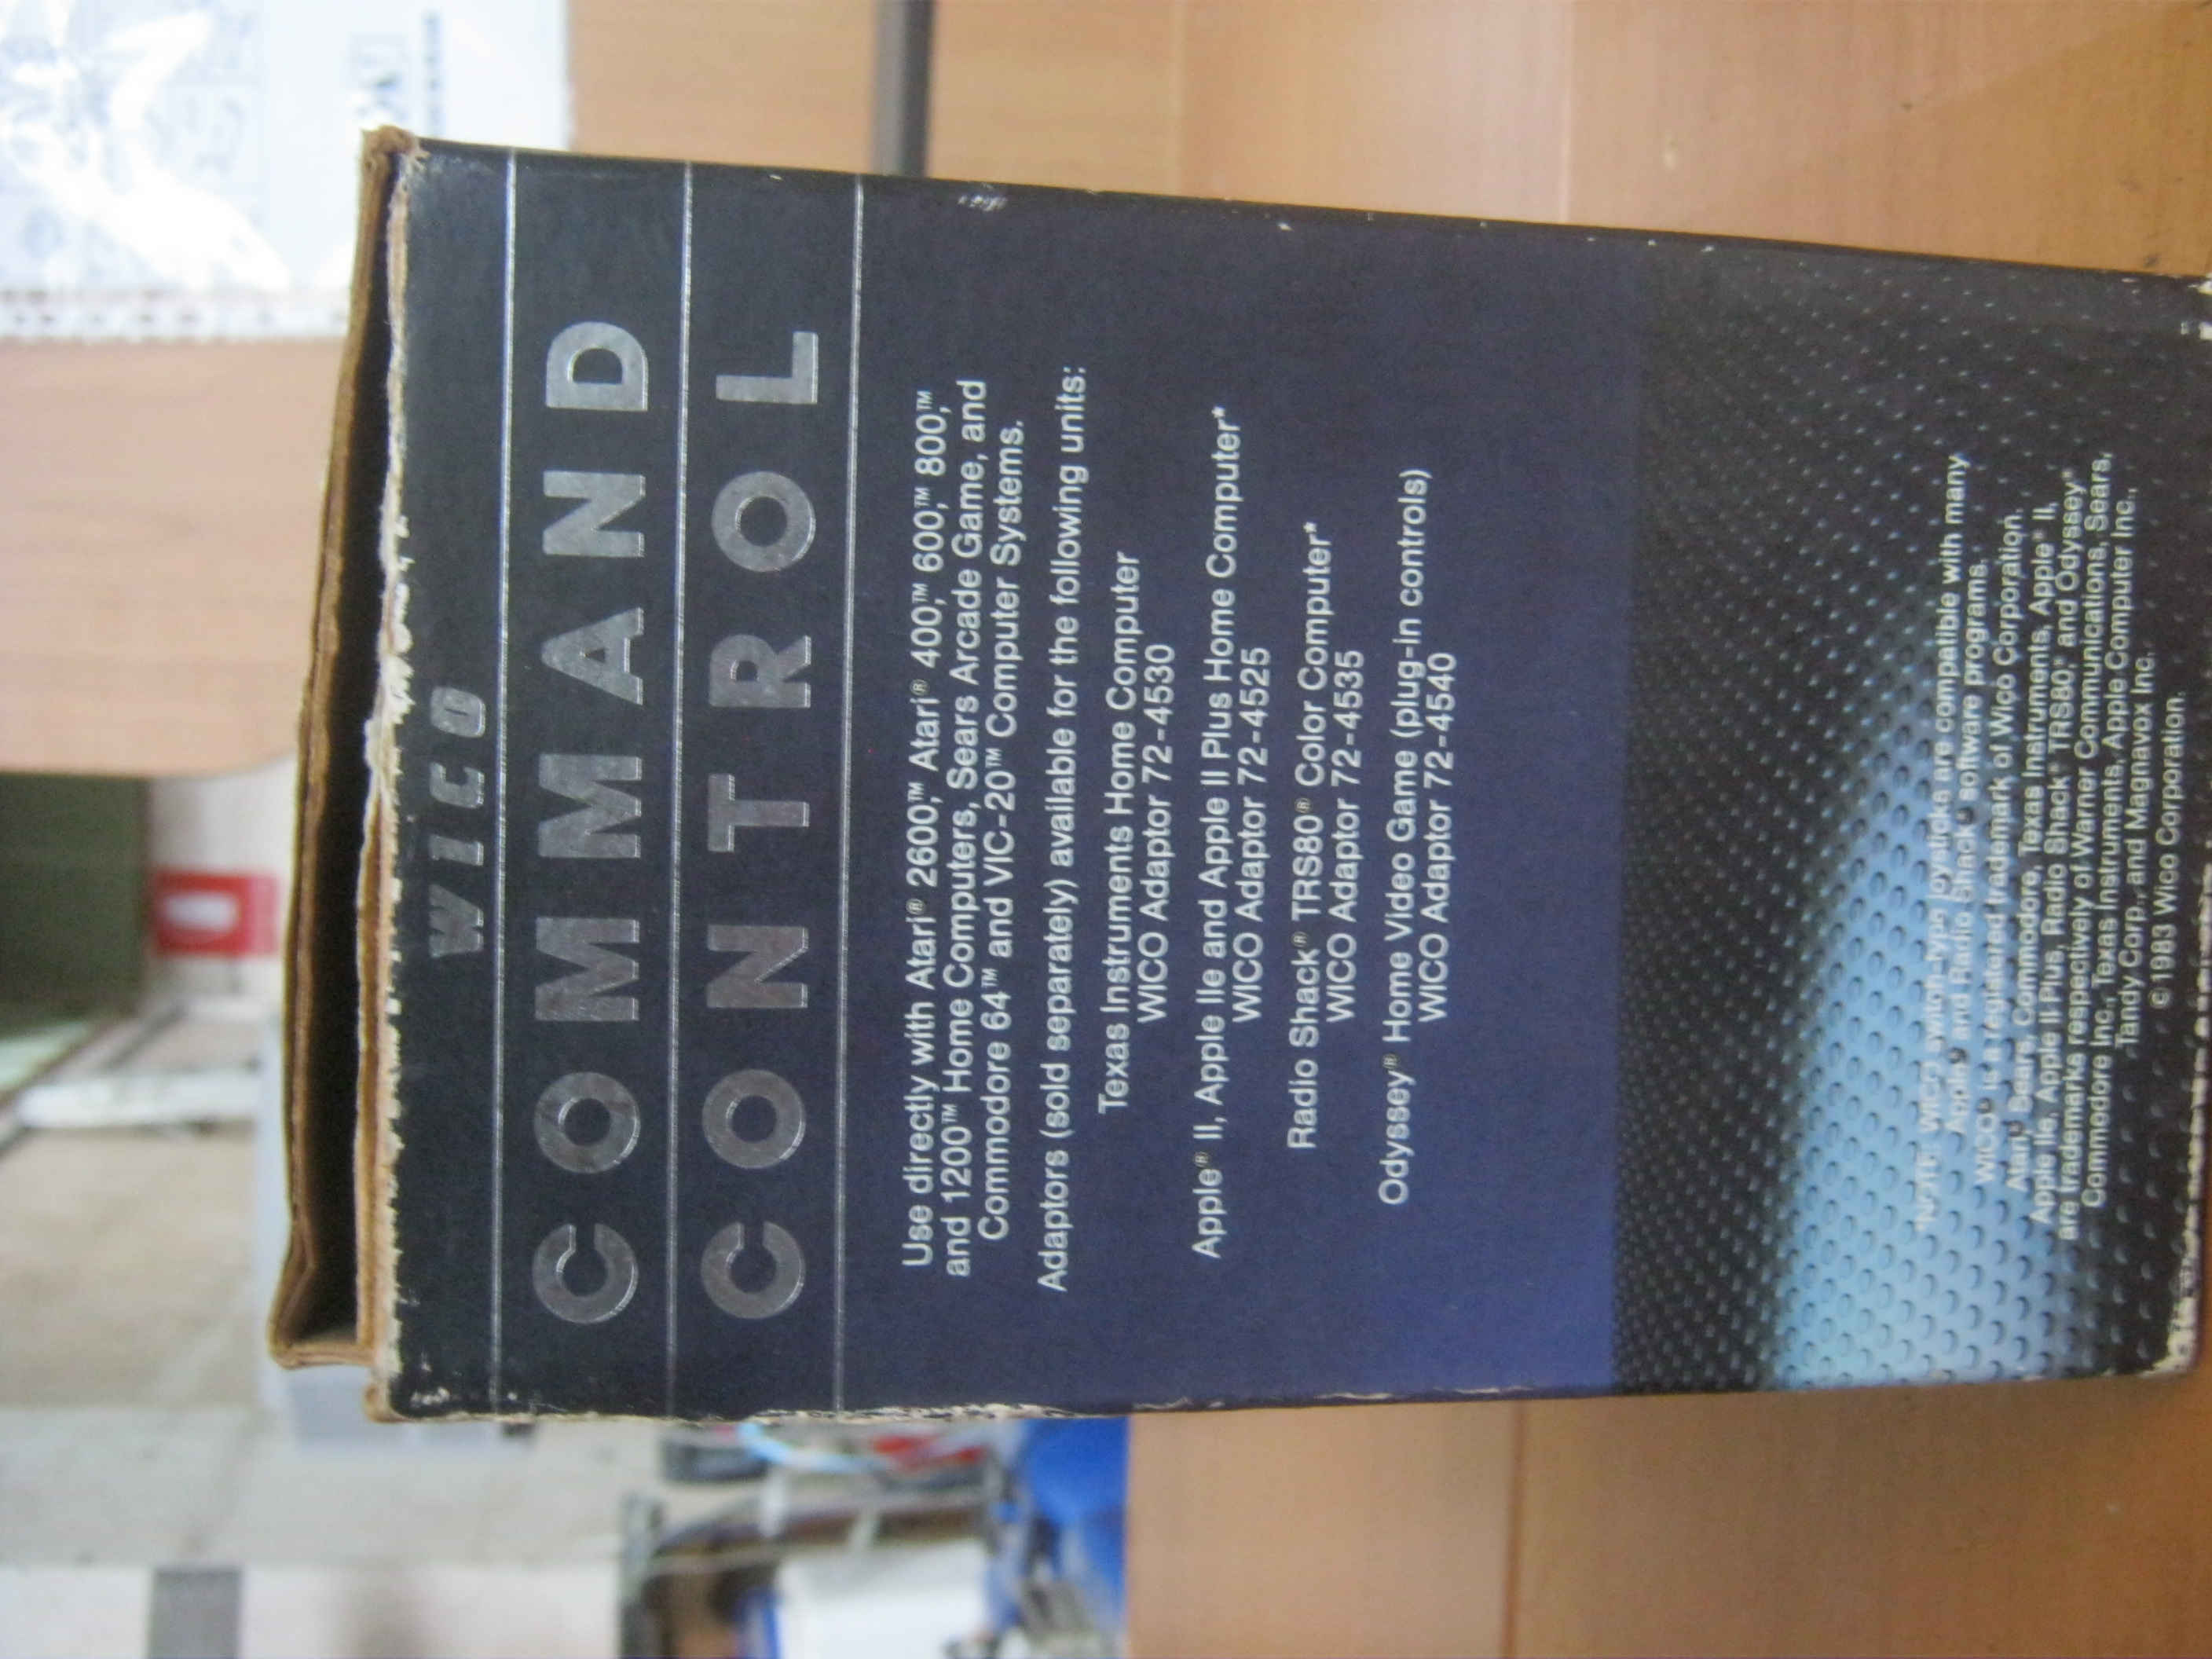 WICO
COMMAND
CONTROL
Use directly with Atari® 2600,™ Atari® 400,™ 600,™ 800,™
and 1200™ Home Computers, Sears Arcade Game, and
Commodore 64™ and VIC-20™ Computer Systems.
Adaptors (sold separately) available for the following units:
Texas Instruments Home Computer
WICO Adaptor 72-4530
Apple® II, Apple IIe and Apple II Plus Home Computer*
WICO Adaptor 72-4525
Radio Shack® TRS80® Color Computer*
WICO Adaptor 72-4535
Odyssey® Home Video Game (plug-in controls)
WICO Adaptor 72-4540
*NOTE: WICO switch-type joysticks are compatible with many
Apple® and Radio Shack® software programs.
WICO® is a registered trademark of Wico Corporation.
Atari,® Sears, Commodore, Texas Instruments, Apple® II,
Apple IIe, Apple II Plus, Radio Shack® TRS80,® and Odyssey®
are trademarks respectively of Warner Communications, Sears,
Commodore Inc., Texas Instruments, Apple Computer Inc.,
Tandy Corp., and Magnavox Inc.
©1983 Wico Corporation.